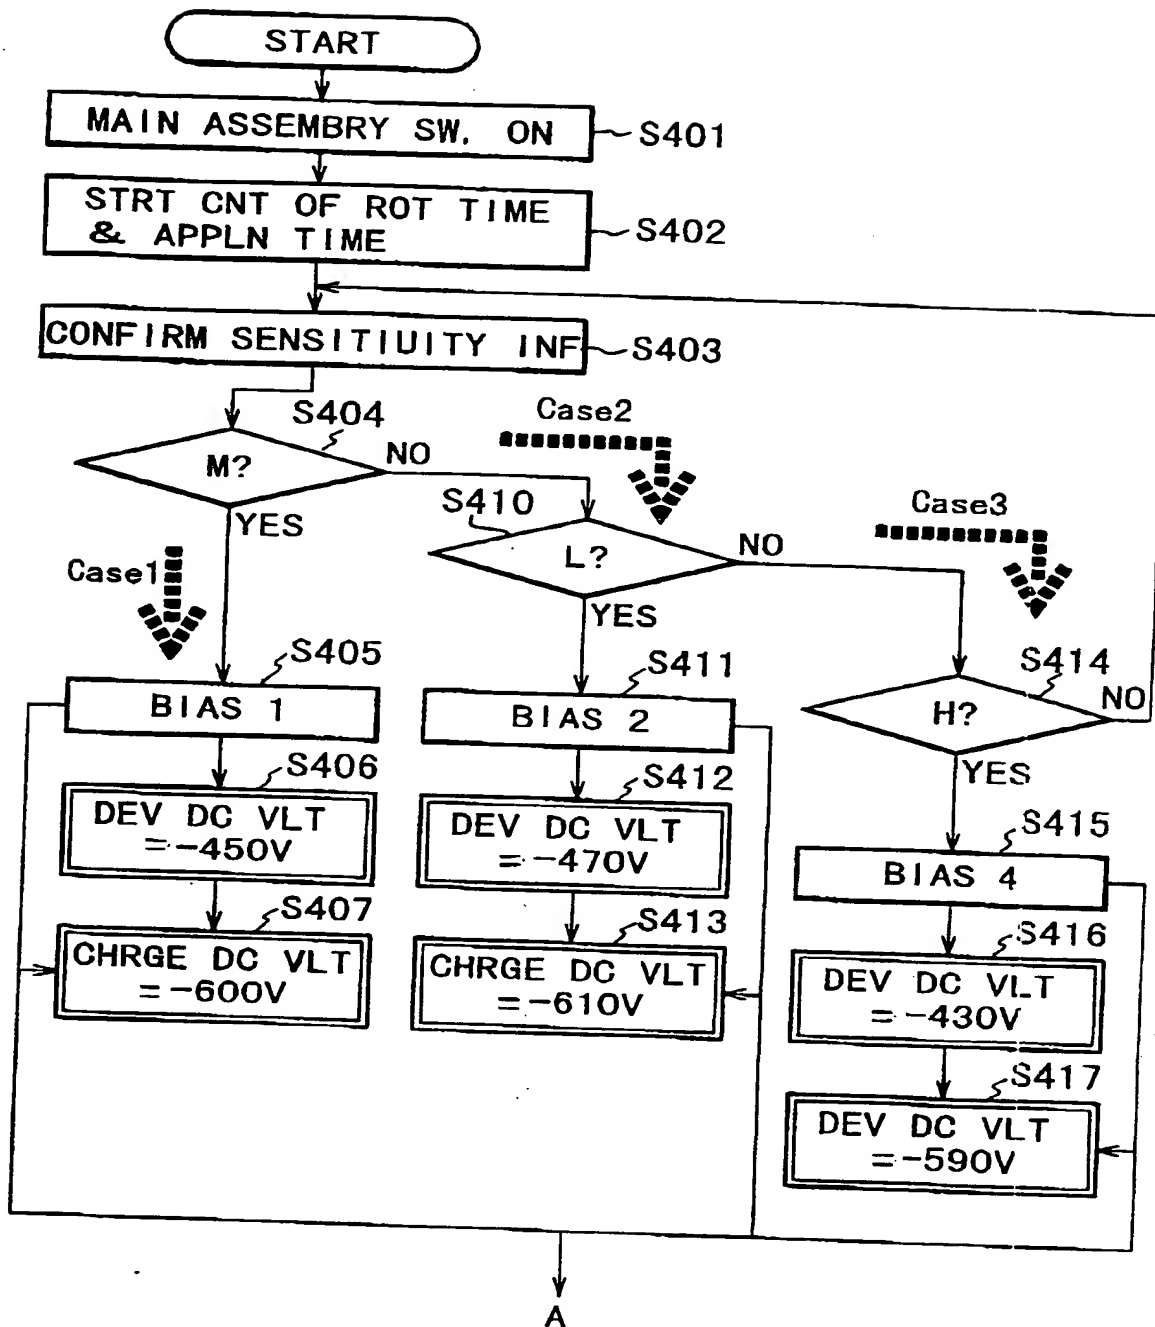 START
MAIN ASSEMBRY SW. ON
S401
STRT CNT OF ROT TIME
& APPLN TIME
S402
CONFIRM SENSITIUITY INF
S403
S404
M?
NO
YES
Case1
Case2
S410
L?
NO
YES
Case3
S414
H?
NO
YES
S405
BIAS 1
S406
DEV DC VLT
=-450V
S407
CHRGE DC VLT
=-600V
S411
BIAS 2
S412
DEV DC VLT
=-470V
S413
CHRGE DC VLT
=-610V
S415
BIAS 4
S416
DEV DC VLT
=-430V
S417
DEV DC VLT
=-590V
A